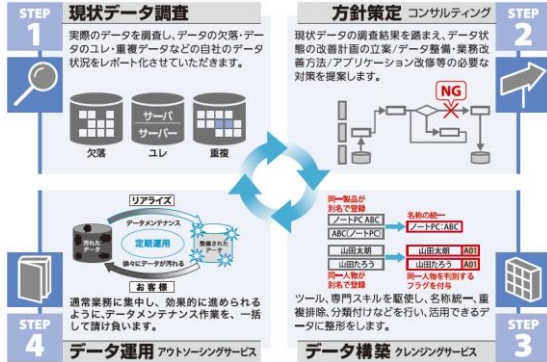 STEP
1
現状データ調査
実際のデータを調査し、データの欠落・デー
タのユレ・重複データなどの自社のデータ
状況をレポート化させていただきます。
サーバ
サーバー
欠落
ユレ
重複
方針策定 コンサルティング
STEP
2
現状データの調査結果を踏まえ、データ状
態の改善計画の立案/データ整備・業務改
善方法/アプリケーション改修等の必要な
対策を提案します。
NG
リアライズ
データメンテナンス
汚れた
データ
定期運用
整備された
データ
徐々にデータが汚れる
お客様
通常業務に集中し、効果的に進められる
ように、データメンテナンス作業を、一括
して請け負います。
STEP
4
データ運用 アウトソーシングサービス
同一製品が
別名で登録
ノートPC ABC
ABC(ノートPC)
名称の統一
ノートPC:ABC
山田太朗
山田たろう
山田太朗 A01
山田たろう A01
同一人物が
別名で登録
同一人物を判別する
フラグを付与
ツール、専門スキルを駆使し、名称統一、重
複排除、分類付けなどを行い、活用できるデ
ータに整形をします。
データ構築 クレンジングサービス
STEP
3